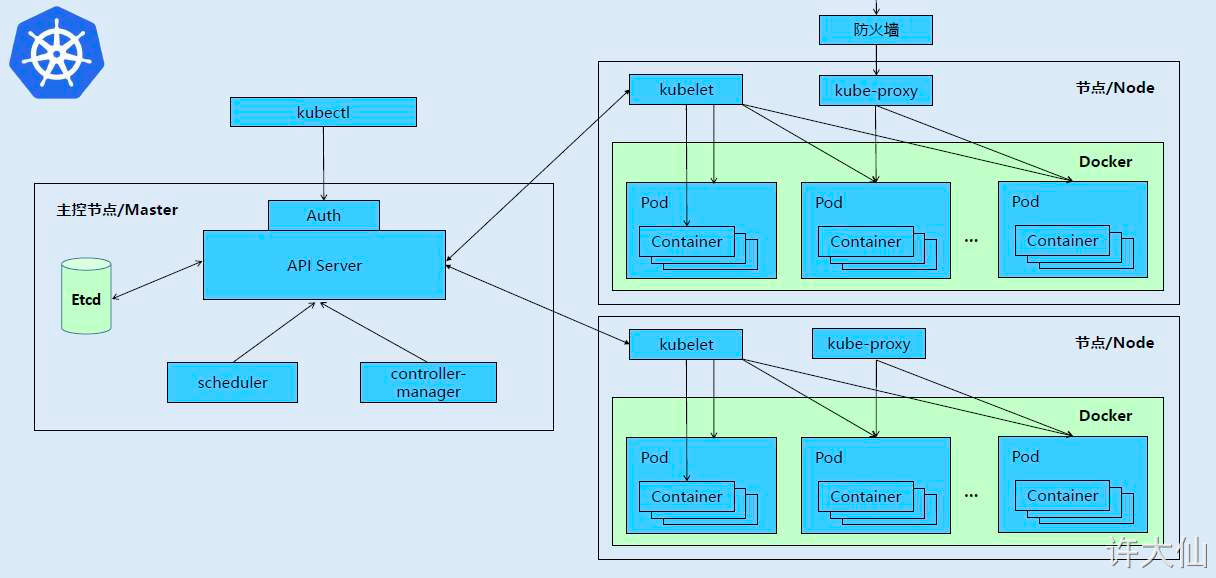 防火墙
kubectl
主控节点/Master
Auth
API Server
Etcd
scheduler
controller-
manager
节点/Node
kubelet
kube-proxy
Docker
Pod
Container
Pod
Container
...
Pod
Container
节点/Node
kubelet
kube-proxy
Docker
Pod
Container
Pod
Container
...
Pod
Container
许大仙